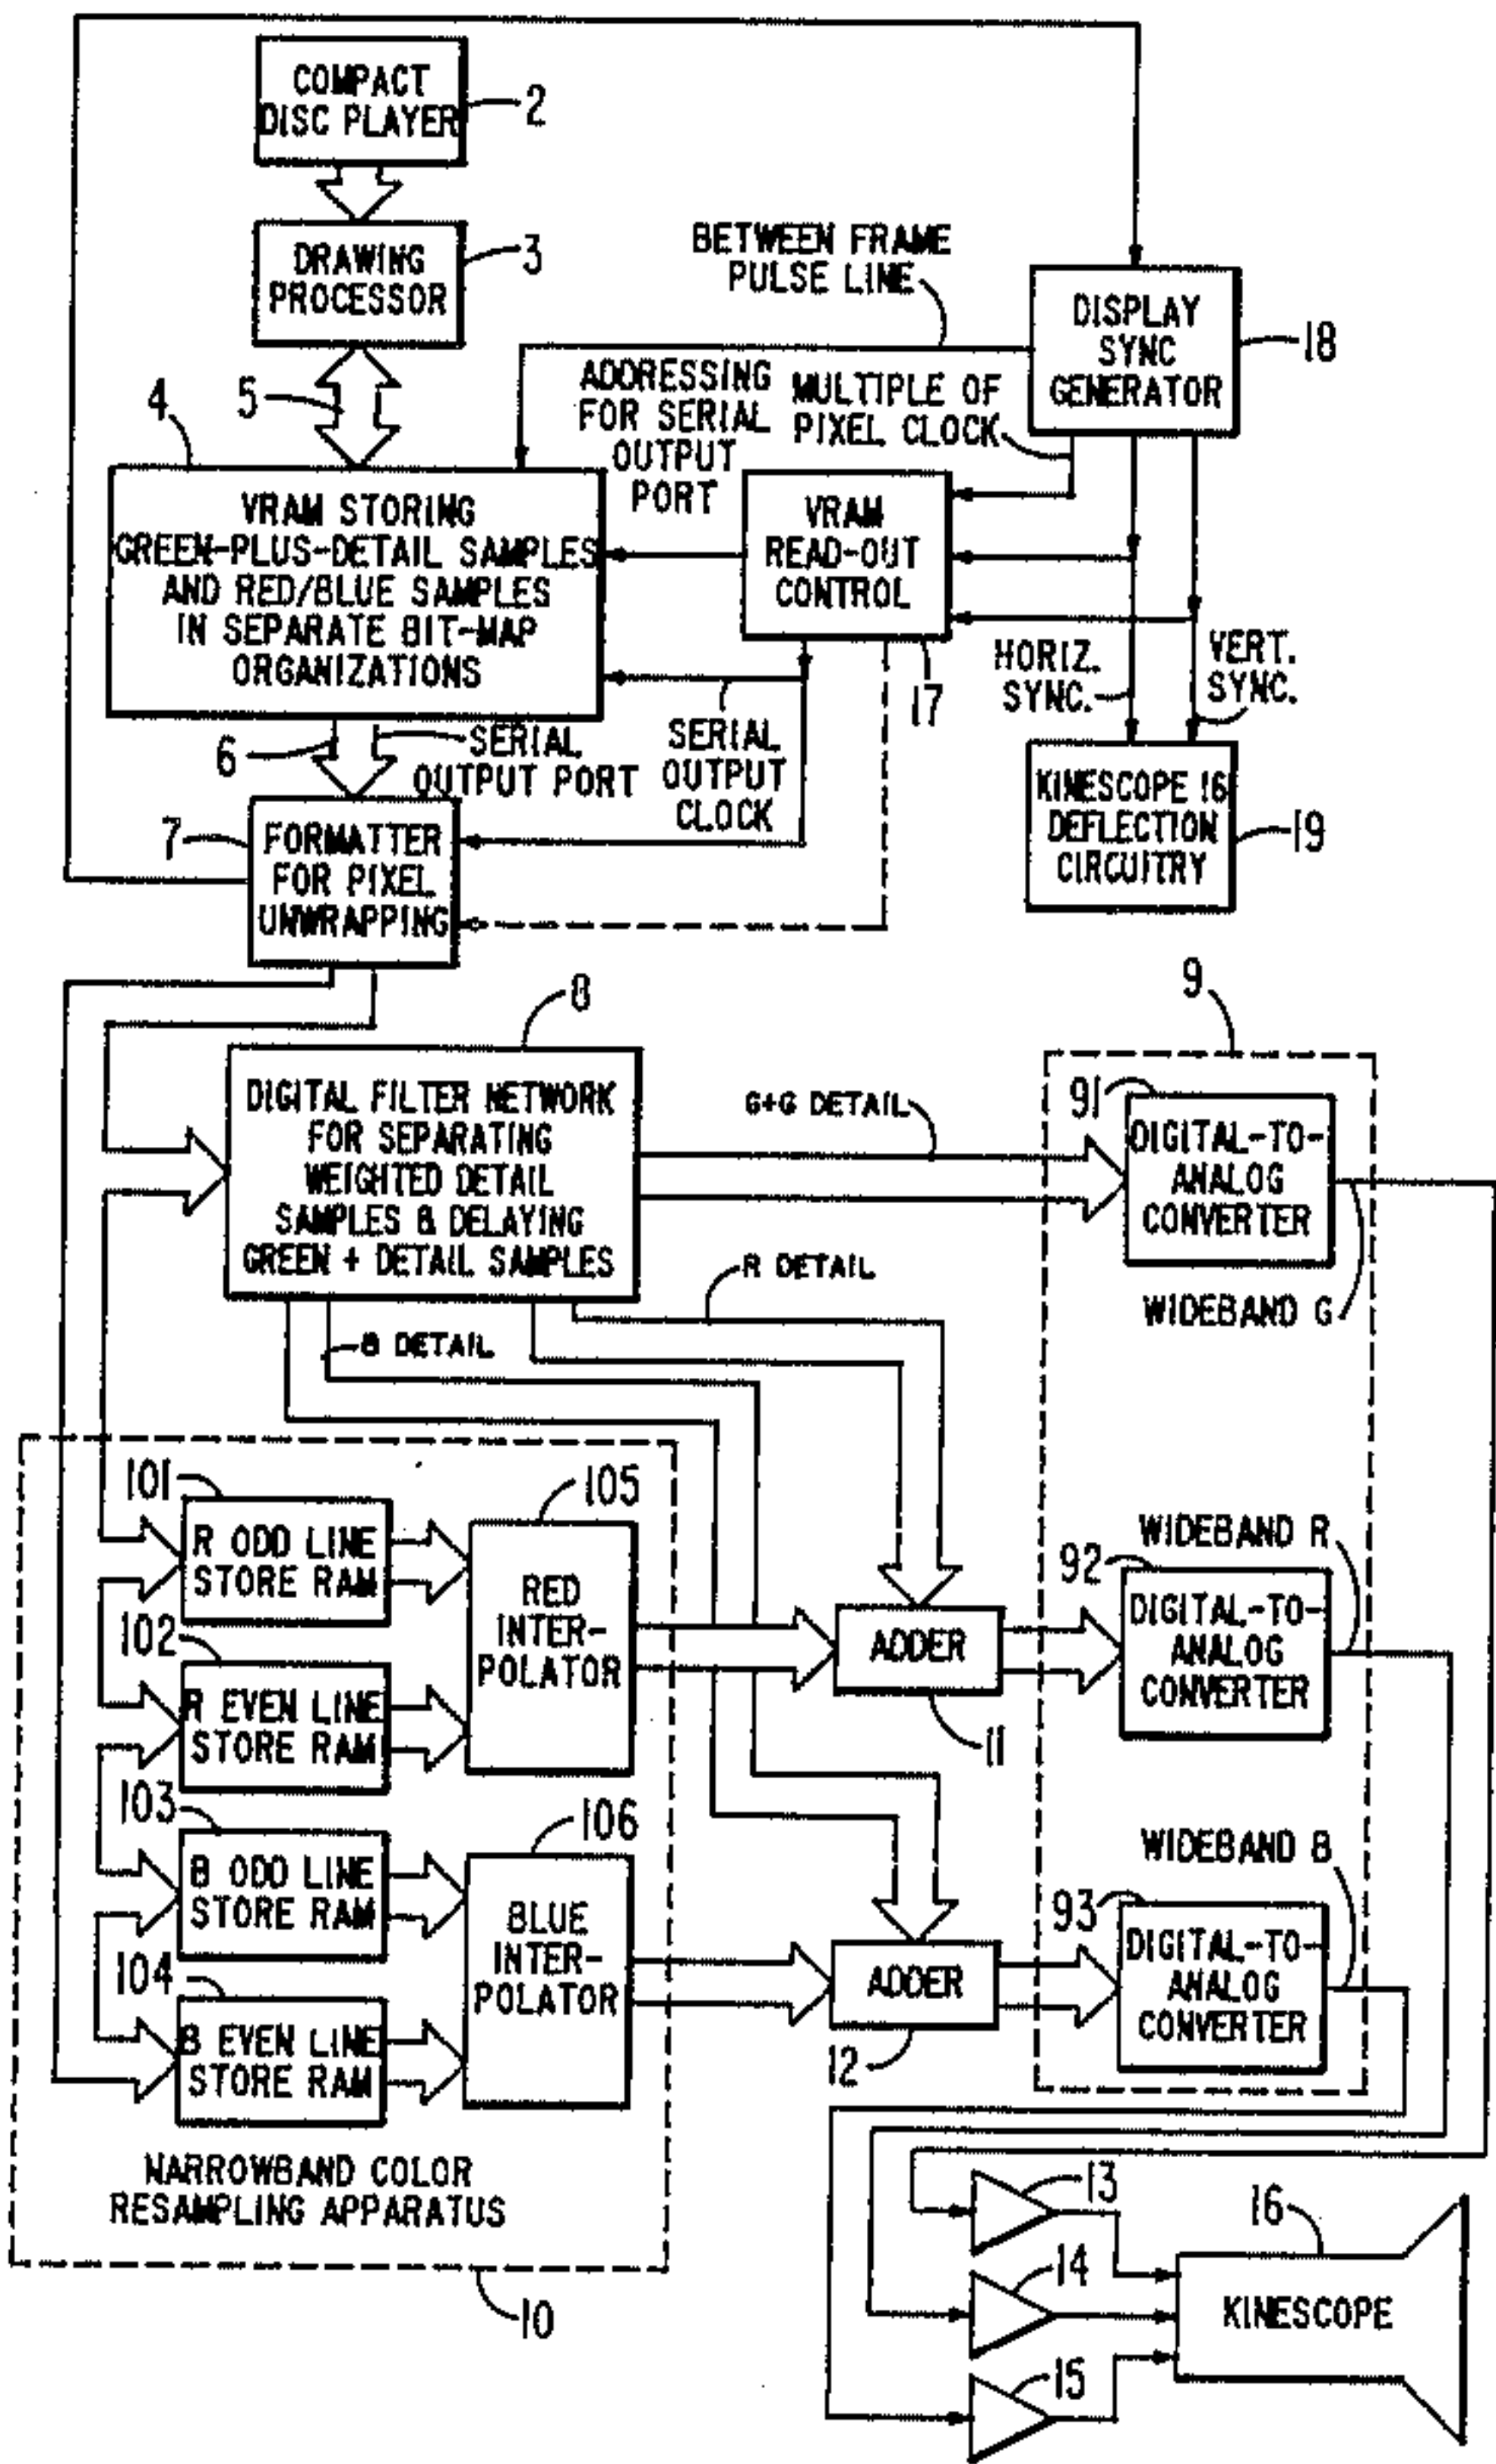 COMPACT
DISC PLAYER
2
DRAWING
PROCESSOR
3
BETWEEN FRAME
PULSE LINE
DISPLAY
SYNC
GENERATOR
18
4
5
ADDRESSING
FOR SERIAL
OUTPUT
PORT
MULTIPLE OF
PIXEL CLOCK
VRAM STORING
GREEN-PLUS-DETAIL SAMPLES
AND RED/BLUE SAMPLES
IN SEPARATE BIT-MAP
ORGANIZATIONS
VRAM
READ-OUT
CONTROL
17
HORIZ.
SYNC.
VERT.
SYNC.
6
SERIAL
OUTPUT PORT
SERIAL
OUTPUT
CLOCK
KINESCOPE 16
DEFLECTION
CIRCUITRY
19
7
FORMATTER
FOR PIXEL
UNWRAPPING
8
DIGITAL FILTER NETWORK
FOR SEPARATING
WEIGHTED DETAIL
SAMPLES & DELAYING
GREEN + DETAIL SAMPLES
G+G DETAIL
9
91
DIGITAL-TO-
ANALOG
CONVERTER
R DETAIL
WIDEBAND G
B DETAIL
101
R ODD LINE
STORE RAM
105
RED
INTER-
POLATOR
102
R EVEN LINE
STORE RAM
ADDER
11
WIDEBAND R
92
DIGITAL-TO-
ANALOG
CONVERTER
103
B ODD LINE
STORE RAM
106
BLUE
INTER-
POLATOR
104
B EVEN LINE
STORE RAM
ADDER
12
WIDEBAND B
93
DIGITAL-TO-
ANALOG
CONVERTER
NARROWBAND COLOR
RESAMPLING APPARATUS
10
13
14
15
16
KINESCOPE